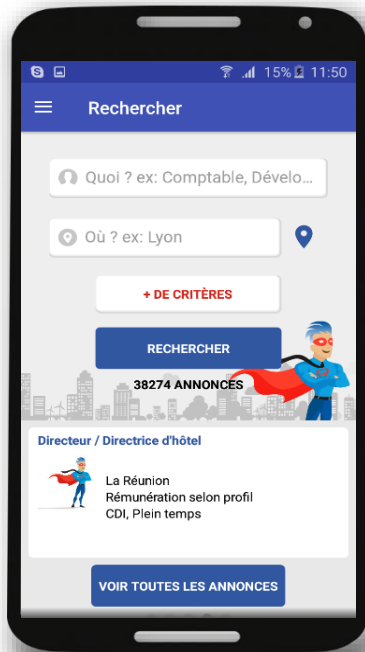 15% 11:50
Rechercher
Quoi ? ex: Comptable, Dévelo...
Où ? ex: Lyon
+ DE CRITÈRES
RECHERCHER
38274 ANNONCES
Directeur / Directrice d'hôtel
La Réunion
Rémunération selon profil
CDI, Plein temps
VOIR TOUTES LES ANNONCES